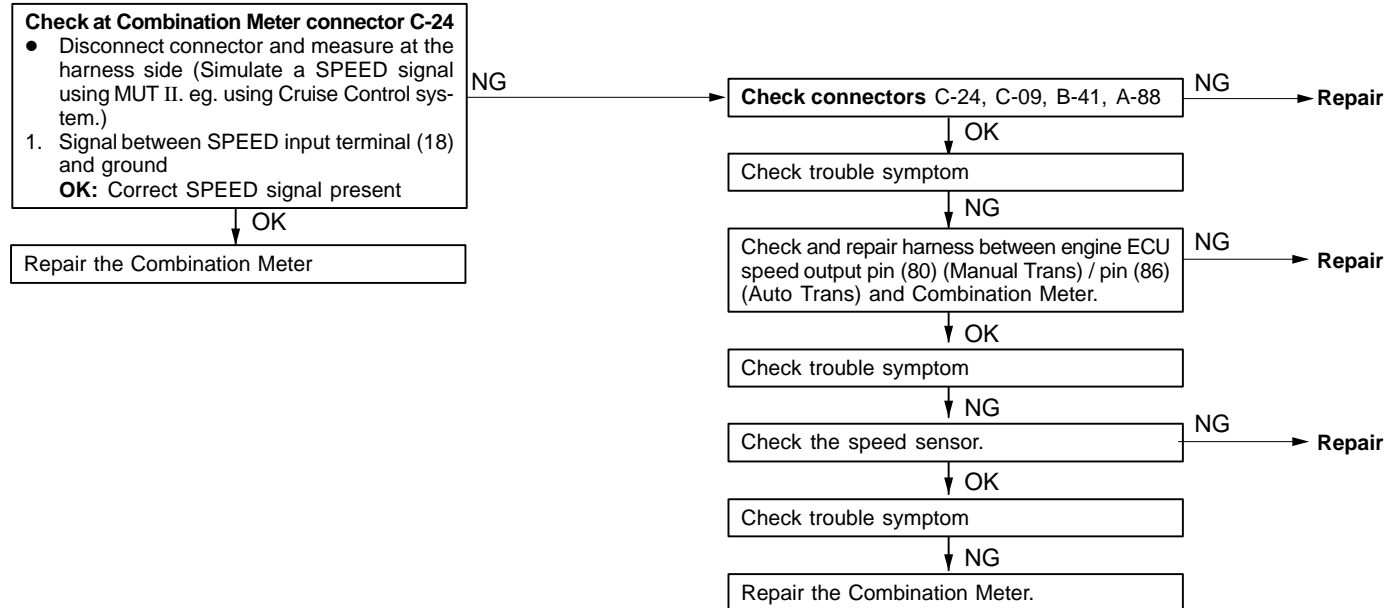 Check at Combination Meter connector C-24
● Disconnect connector and measure at the
harness side (Simulate a SPEED signal
using MUT II. eg. using Cruise Control sys-
tem.)
1. Signal between SPEED input terminal (18)
and ground
OK: Correct SPEED signal present
OK
Repair the Combination Meter
NG
Check connectors C-24, C-09, B-41, A-88
NG
Repair
OK
Check trouble symptom
NG
Check and repair harness between engine ECU
speed output pin (80) (Manual Trans) / pin (86)
(Auto Trans) and Combination Meter.
NG
Repair
OK
Check trouble symptom
NG
Check the speed sensor.
NG
Repair
OK
Check trouble symptom
NG
Repair the Combination Meter.